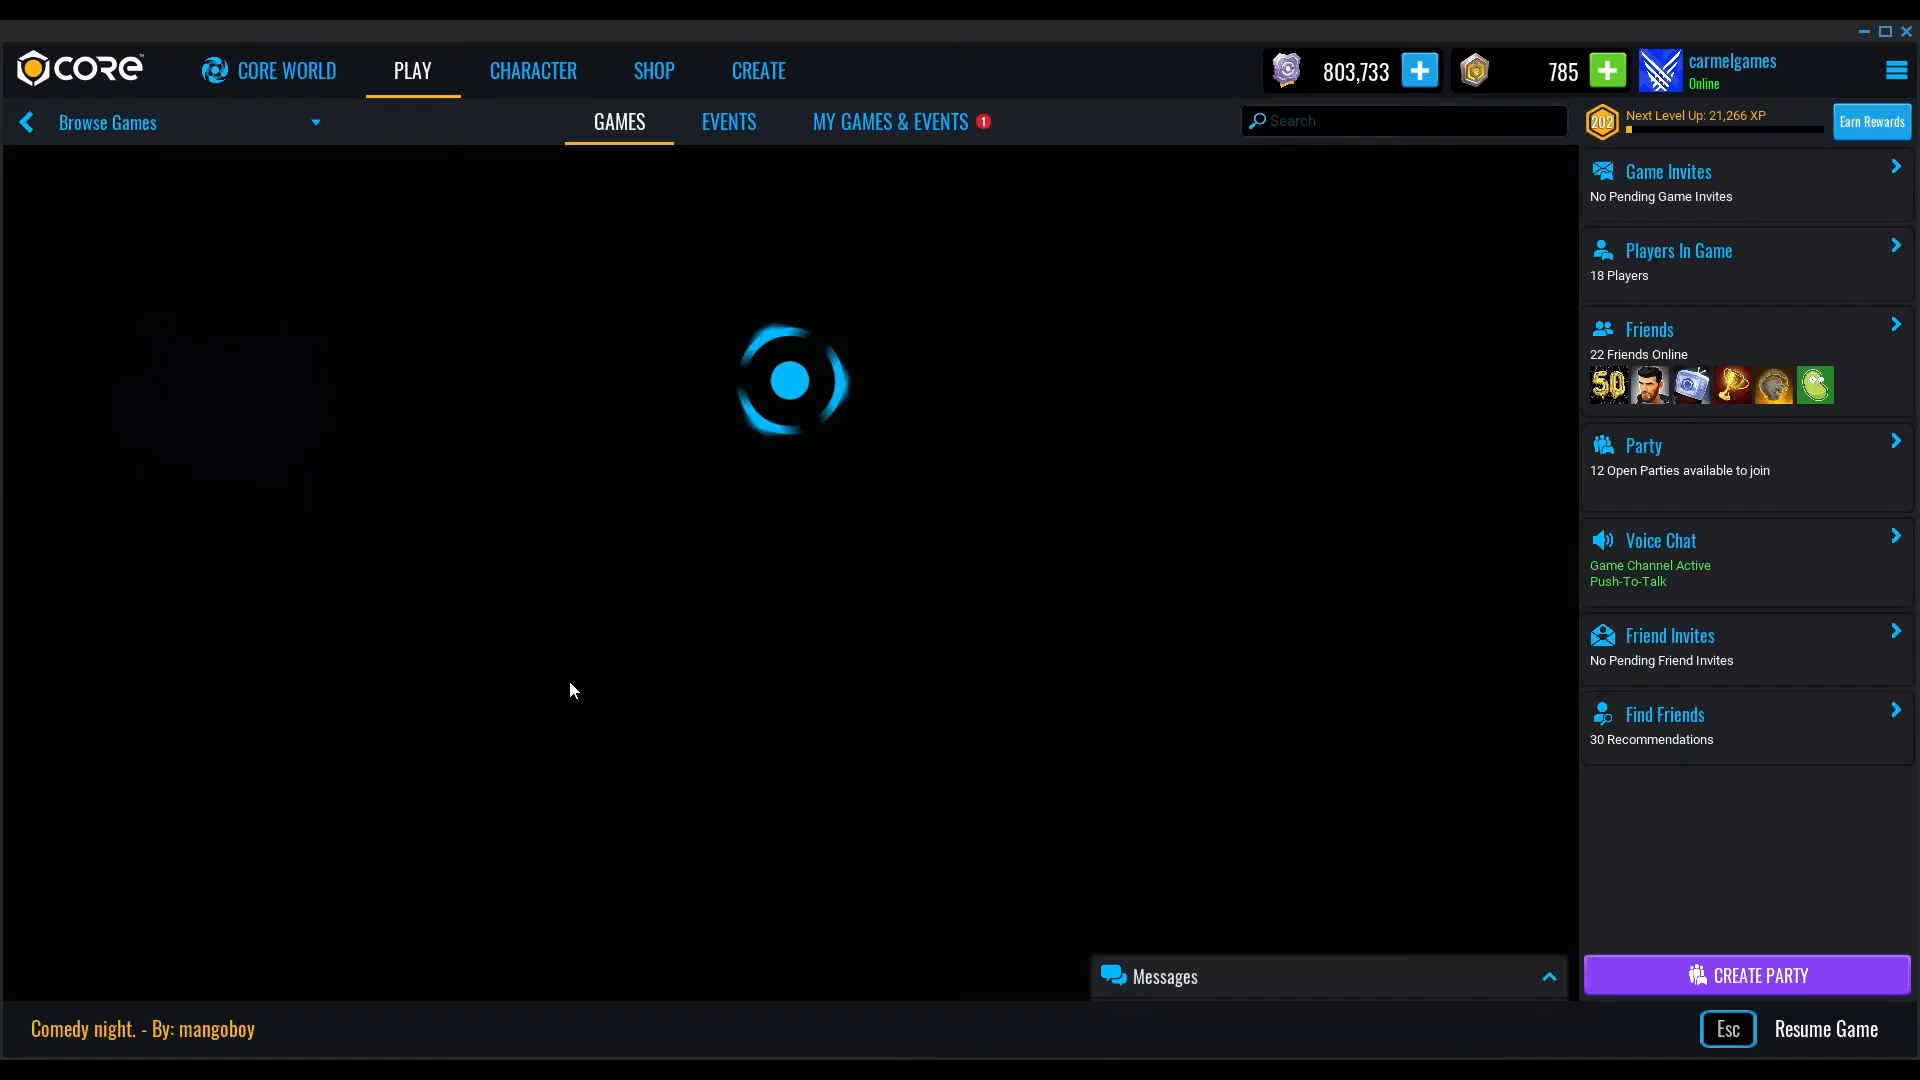 CORE
CORE WORLD
PLAY
CHARACTER
SHOP
CREATE
803,733
785
carmelgames
Online
Browse Games
GAMES
EVENTS
MY GAMES & EVENTS 1
Search
202
Next Level Up: 21,266 XP
Earn Rewards
Game Invites
No Pending Game Invites
Players In Game
18 Players
Friends
22 Friends Online
50
Party
12 Open Parties available to join
Voice Chat
Game Channel Active
Push-To-Talk
Friend Invites
No Pending Friend Invites
Find Friends
30 Recommendations
Messages
CREATE PARTY
Comedy night. - By: mangoboy
Esc
Resume Game